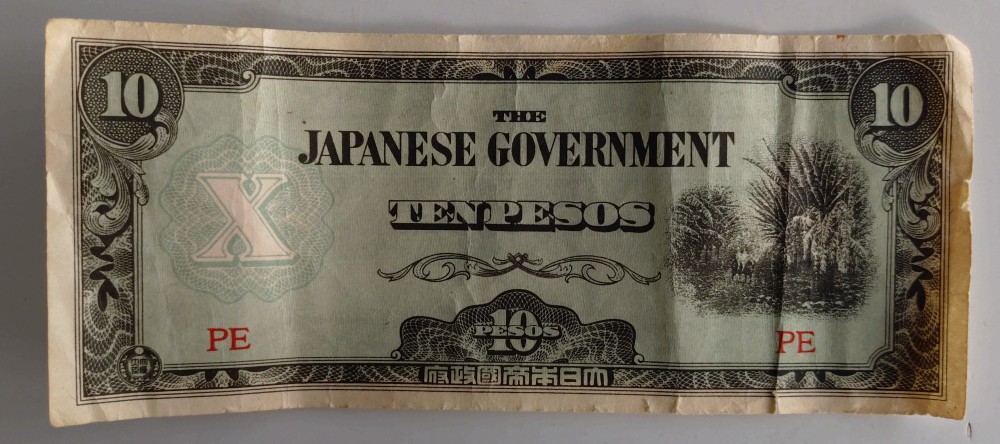 10 10
THE
JAPANESE GOVERNMENT
X
TEN PESOS
PE PE
10
PESOS
大日本帝國政府